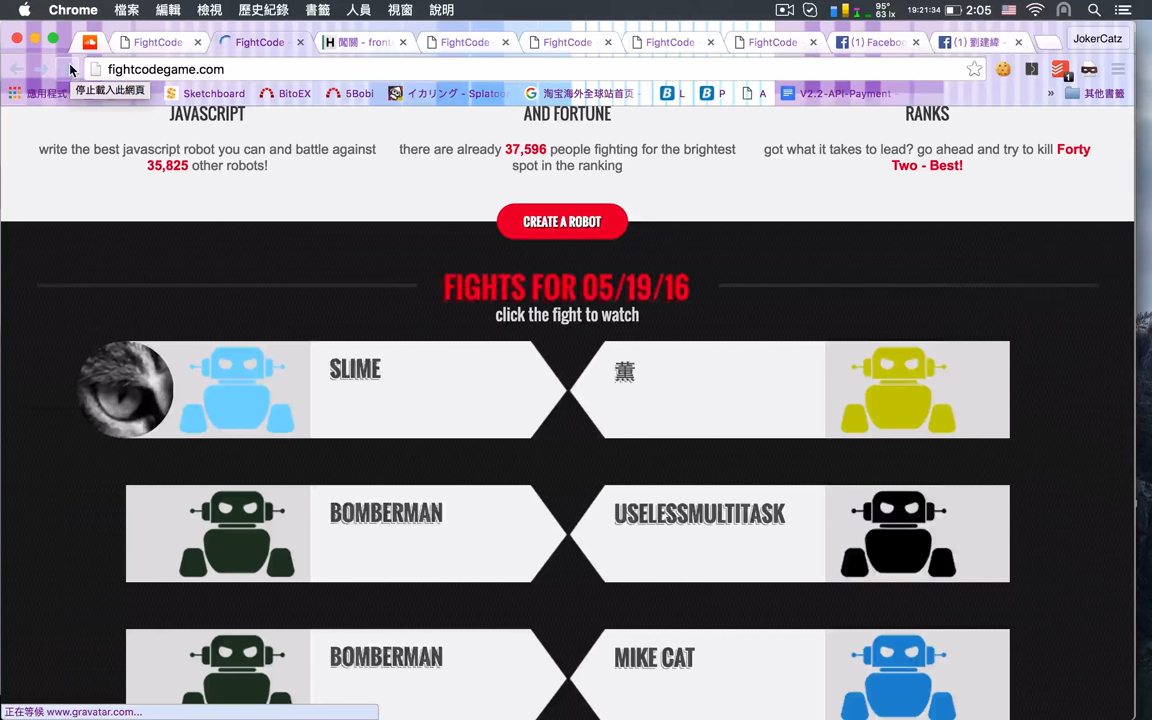 Chrome 檔案 編輯 檢視 歷史紀錄 書籤 人員 視窗 說明 95° 63 lx 19:21:34 2:05
FightCode FightCode 闖關 - front FightCode FightCode FightCode FightCode (1) Faceboo (1) 劉建緯 - JokerCatz
fightcodegame.com
停止載入此網頁
應用程式 Sketchboard BitoEX 5Bobi イカリング - Splatoo 淘宝海外全球站首页 L P A V2.2-API-Payment » 其他書籤
JAVASCRIPT AND FORTUNE RANKS
write the best javascript robot you can and battle against
35,825 other robots!
there are already 37,596 people fighting for the brightest
spot in the ranking
got what it takes to lead? go ahead and try to kill Forty
Two - Best!
CREATE A ROBOT
FIGHTS FOR 05/19/16
click the fight to watch
SLIME 薫
BOMBERMAN USELESSMULTITASK
BOMBERMAN MIKE CAT
正在等候 www.gravatar.com...